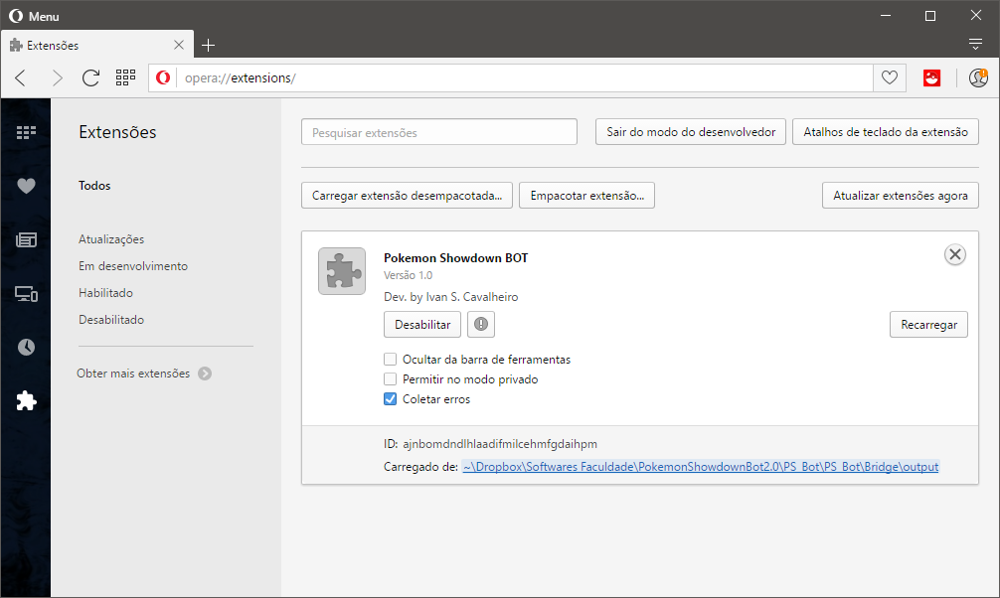 Menu
Extensões
opera://extensions/
Extensões
Pesquisar extensões
Sair do modo do desenvolvedor
Atalhos de teclado da extensão
Todos
Carregar extensão desempacotada...
Empacotar extensão...
Atualizar extensões agora
Atualizações
Em desenvolvimento
Habilitado
Desabilitado
Obter mais extensões
Pokemon Showdown BOT
Versão 1.0
Dev. by Ivan S. Cavalheiro
Desabilitar
Recarregar
Ocultar da barra de ferramentas
Permitir no modo privado
Coletar erros
ID: ajnbomdndlhlaadifmilcehmfgdaihpm
Carregado de: ~\Dropbox\Softwares Faculdade\PokemonShowdownBot2.0\PS_Bot\PS_Bot\Bridge\output